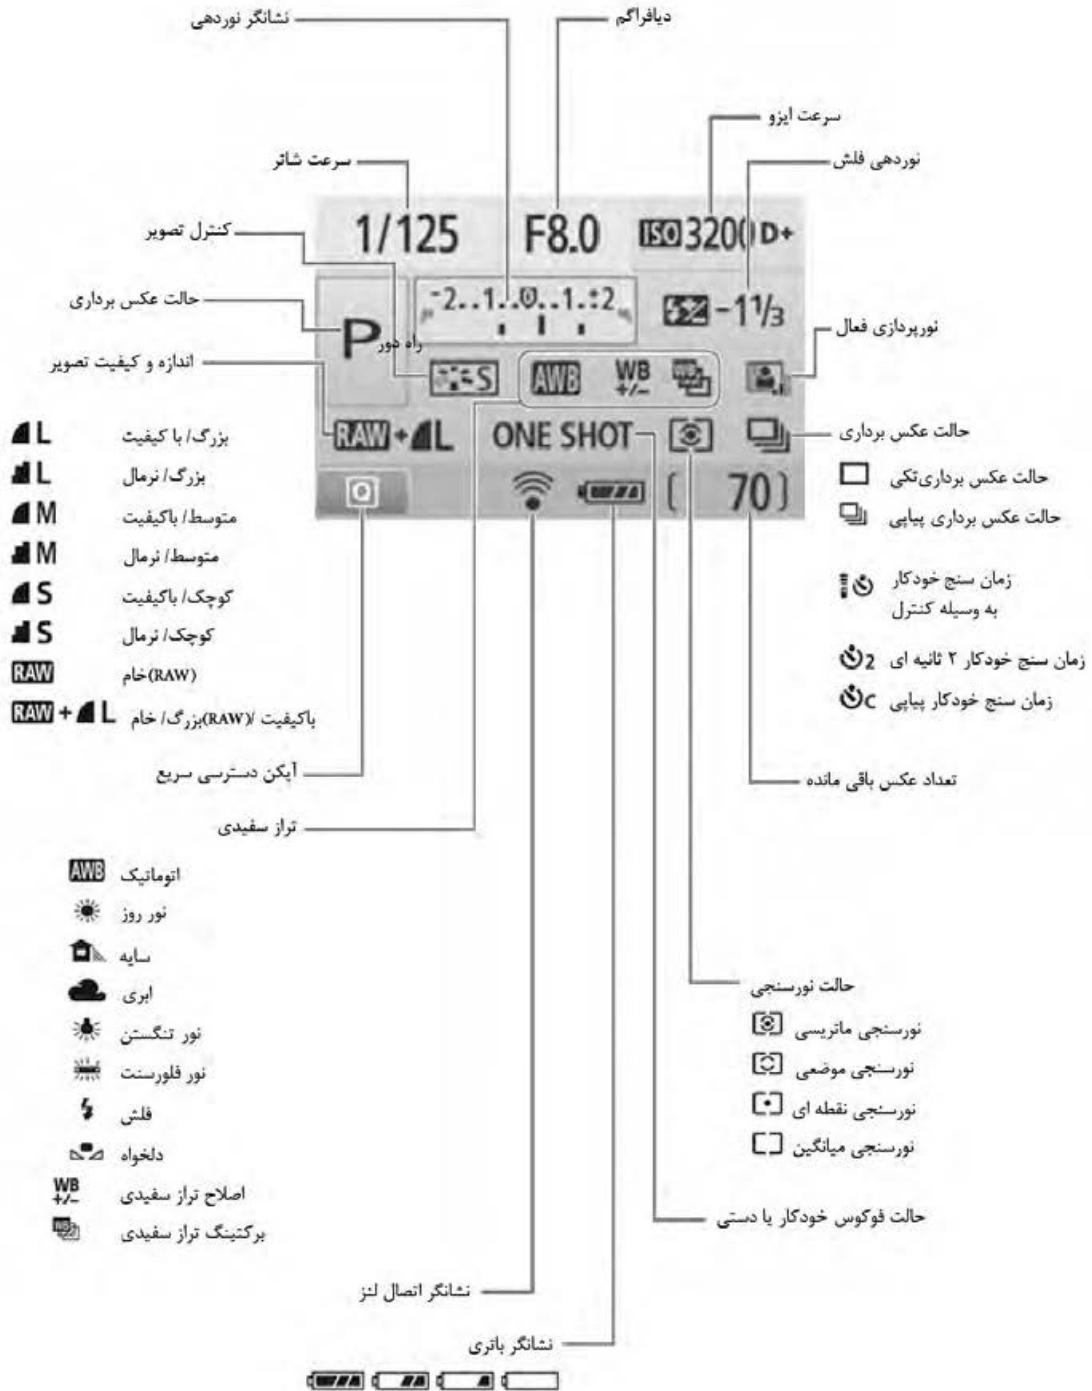 نشانگر نوردهی
دیافراگم
سرعت ایزو
سرعت شاتر
نوردهی فلش
1/125 F8.0 ISO 3200 D+
کنترل تصویر
-2..1..0..1..+2
-1 1/3
حالت عکس برداری
P
راه دور
نورپردازی فعال
اندازه و کیفیت تصویر
S AWB WB +/- WB
RAW + L ONE SHOT
حالت عکس برداری
Q [ 70 ]
L بزرگ/ با کیفیت
L بزرگ/ نرمال
M متوسط/ باکیفیت
M متوسط/ نرمال
S کوچک/ باکیفیت
S کوچک/ نرمال
RAW خام(RAW)
RAW + L باکیفیت /(RAW)بزرگ/ خام
حالت عکس برداری‌تکی
حالت عکس برداری پیاپی
زمان سنج خودکار
به وسیله کنترل
زمان سنج خودکار ۲ ثانیه ای 2
زمان سنج خودکار پیاپی C
آیکن دسترسی سریع
تعداد عکس باقی مانده
تراز سفیدی
AWB اتوماتیک
نور روز
سایه
ابری
نور تنگستن
نور فلورسنت
فلش
دلخواه
WB +/- اصلاح تراز سفیدی
WB برکتینگ تراز سفیدی
حالت نورسنجی
نورسنجی ماتریسی
نورسنجی موضعی
نورسنجی نقطه ای
نورسنجی میانگین
حالت فوکوس خودکار یا دستی
نشانگر اتصال لنز
نشانگر باتری